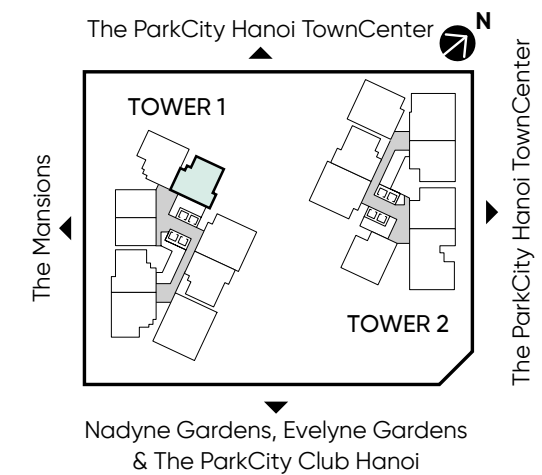 The ParkCity Hanoi TownCenter
N
TOWER 1
The Mansions
The ParkCity Hanoi TownCenter
TOWER 2
Nadyne Gardens, Evelyne Gardens
& The ParkCity Club Hanoi